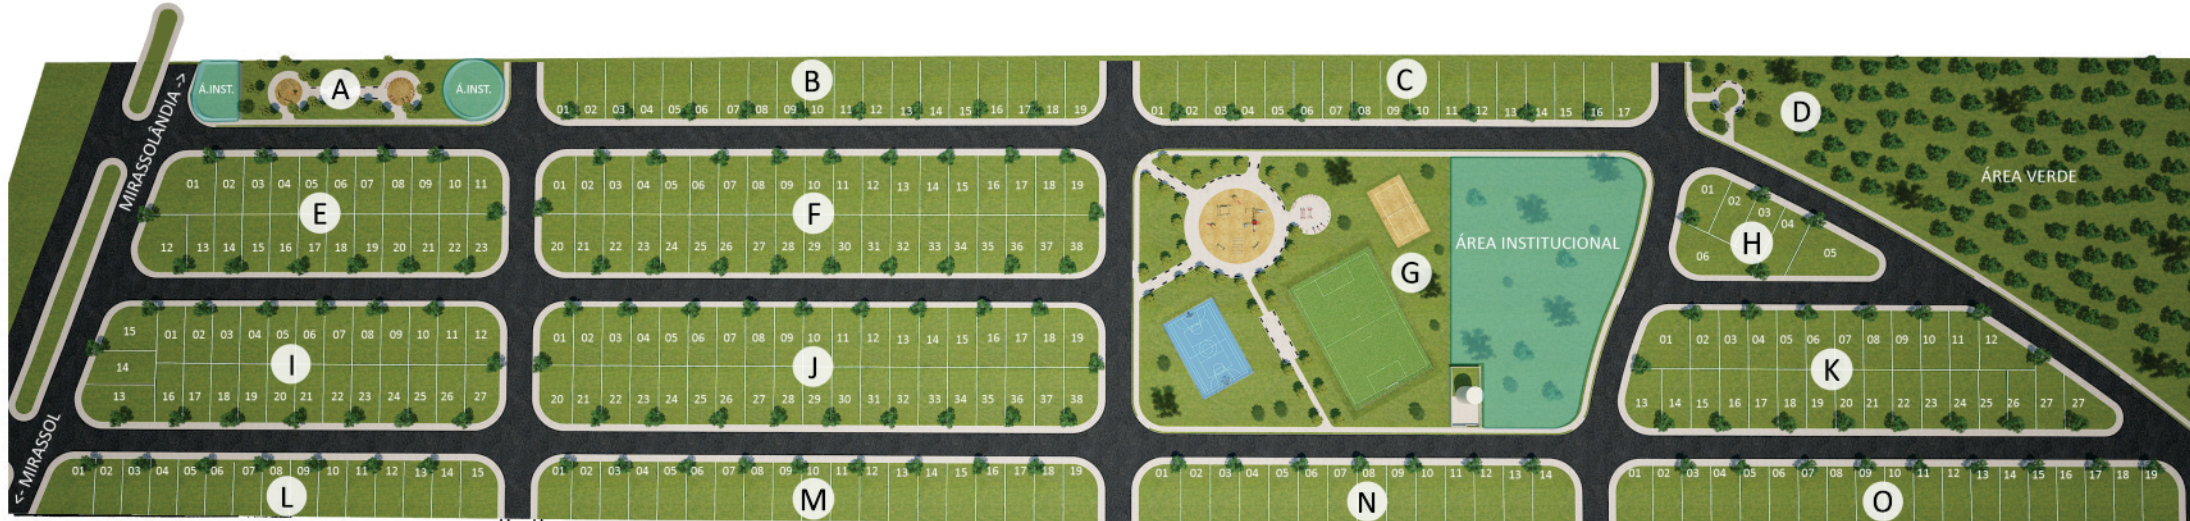 MIRASSOLÂNDIA ->
Á.INST.
A
Á.INST.
B
01 02 03 04 05 06 07 08 09 10 11 12 13 14 15 16 17 18 19
C
01 02 03 04 05 06 07 08 09 10 11 12 13 14 15 16 17
D
ÁREA VERDE
01 02 03 04 05 06 07 08 09 10 11
E
12 13 14 15 16 17 18 19 20 21 22 23
01 02 03 04 05 06 07 08 09 10 11 12 13 14 15 16 17 18 19
F
20 21 22 23 24 25 26 27 28 29 30 31 32 33 34 35 36 37 38
G
ÁREA INSTITUCIONAL
01
02
03
04
H
05
06
15
01 02 03 04 05 06 07 08 09 10 11 12
14
I
13
16 17 18 19 20 21 22 23 24 25 26 27
01 02 03 04 05 06 07 08 09 10 11 12 13 14 15 16 17 18 19
J
20 21 22 23 24 25 26 27 28 29 30 31 32 33 34 35 36 37 38
01 02 03 04 05 06 07 08 09 10 11 12
K
13 14 15 16 17 18 19 20 21 22 24 25 26 27 27
<- MIRASSOL
01 02 03 04 05 06 07 08 09 10 11 12 13 14 15
L
01 02 03 04 05 06 07 08 09 10 11 12 13 14 15 16 17 18 19
M
01 02 03 04 05 06 07 08 09 10 11 12 13 14
N
01 02 03 04 05 06 07 08 09 10 11 12 13 14 15 16 17 18 19
O